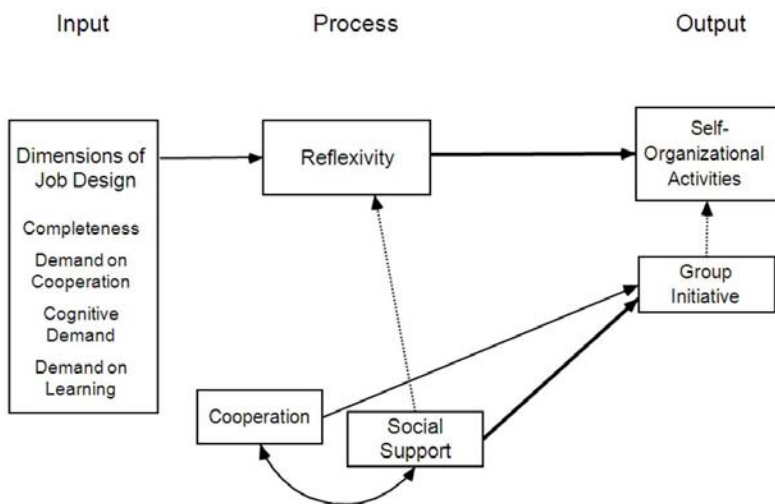 Input
Process
Output
Dimensions of
Job Design
Completeness
Demand on
Cooperation
Cognitive
Demand
Demand on
Learning
Reflexivity
Self-
Organizational
Activities
Group
Initiative
Cooperation
Social
Support